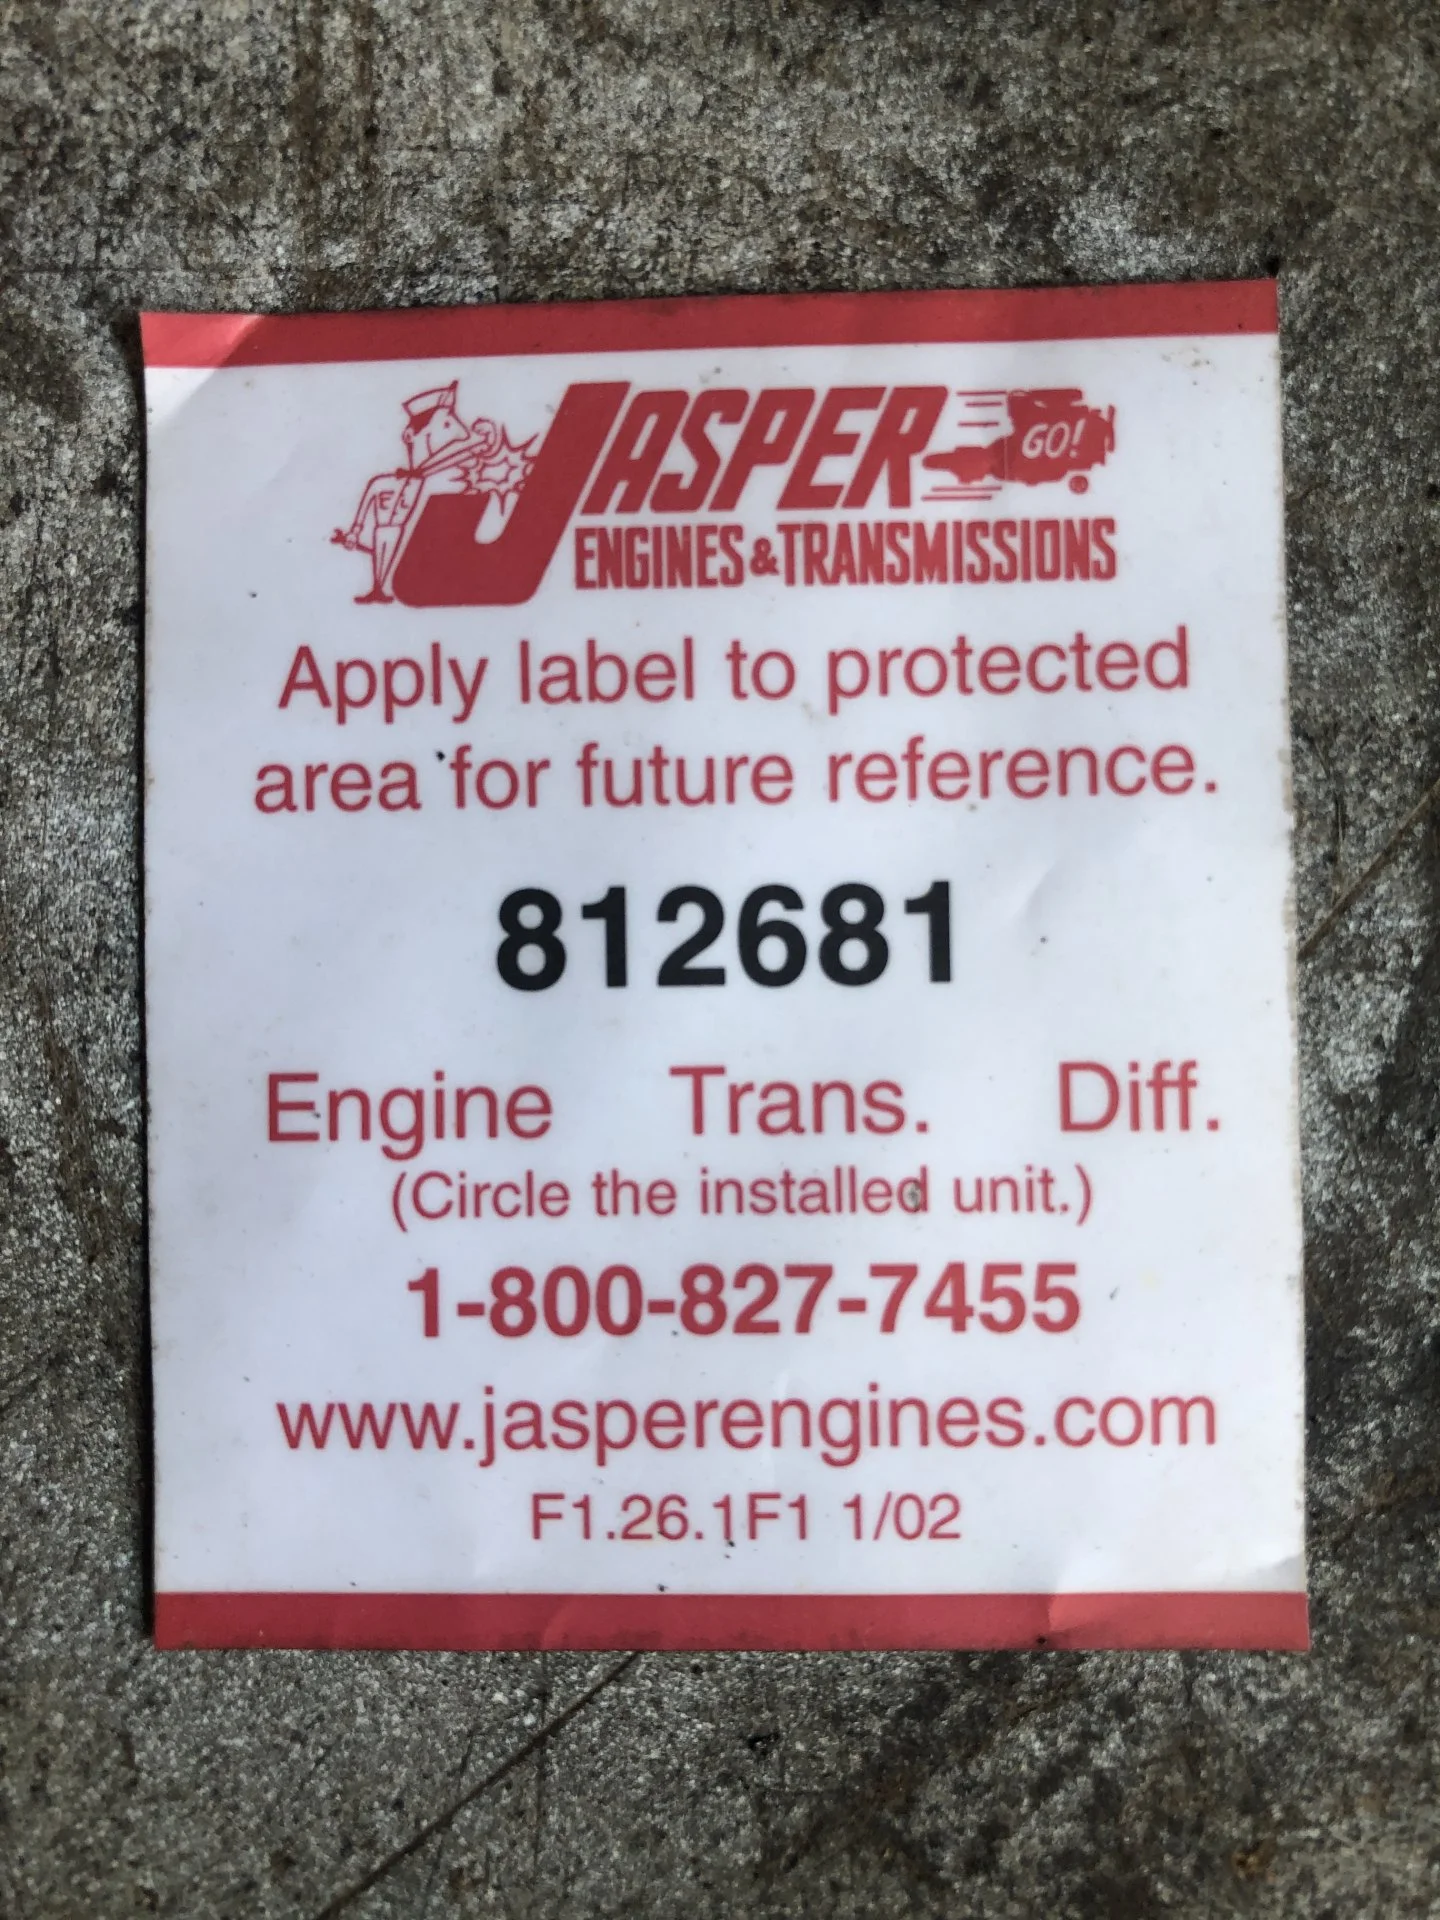 JASPER GO!®
ENGINES & TRANSMISSIONS
Apply label to protected
area for future reference.
812681
Engine Trans. Diff.
(Circle the installed unit.)
1-800-827-7455
www.jasperengines.com
F1.26.1F1 1/02